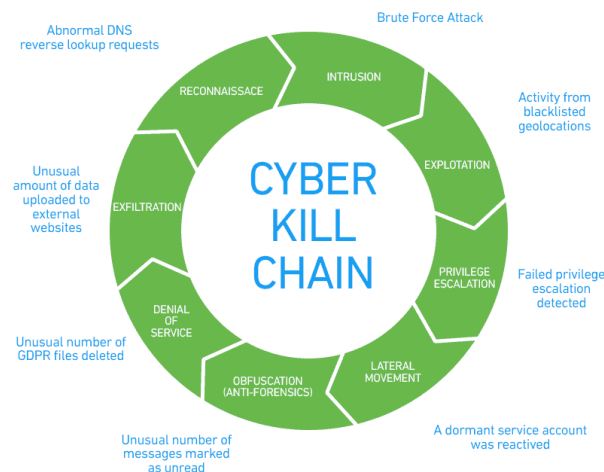 Abnormal DNS
reverse lookup requests
Brute Force Attack
RECONNAISSACE
INTRUSION
Activity from
blacklisted
geolocations
EXPLOTATION
Unusual
amount of data
uploaded to
external
websites
EXFILTRATION
CYBER
KILL
CHAIN
PRIVILEGE
ESCALATION
Failed privilege
escalation
detected
DENIAL
OF
SERVICE
Unusual number of
GDPR files deleted
OBFUSCATION
(ANTI-FORENSICS)
LATERAL
MOVEMENT
Unusual number of
messages marked
as unread
A dormant service account
was reactived